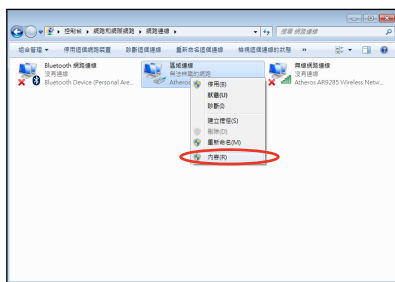 控制台 ▸ 網路和網際網路 ▸ 網路連線 ▸
搜尋 網路連線
組合管理 ▾ 停用這個網路裝置 診斷這個連線 重新命名這個連線 檢視這個連線的狀態 »
Bluetooth 網路連線
沒有連線
Bluetooth Device (Personal Are...
區域連線
無法辨識的網路
Atheros
無線網路連線
沒有連線
Atheros AR9285 Wireless Netw...
停用(B)
狀態(U)
診斷(I)
建立捷徑(S)
刪除(D)
重新命名(M)
內容(R)